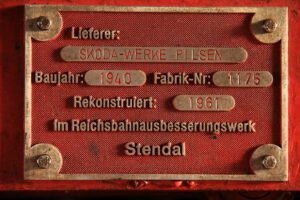 Lieferer:
SKODA-WERKE-PILSEN
Baujahr: 1940 Fabrik-Nr: 1175
Rekonstruiert: 1961
Im Reichsbahnausbesserungswerk
Stendal